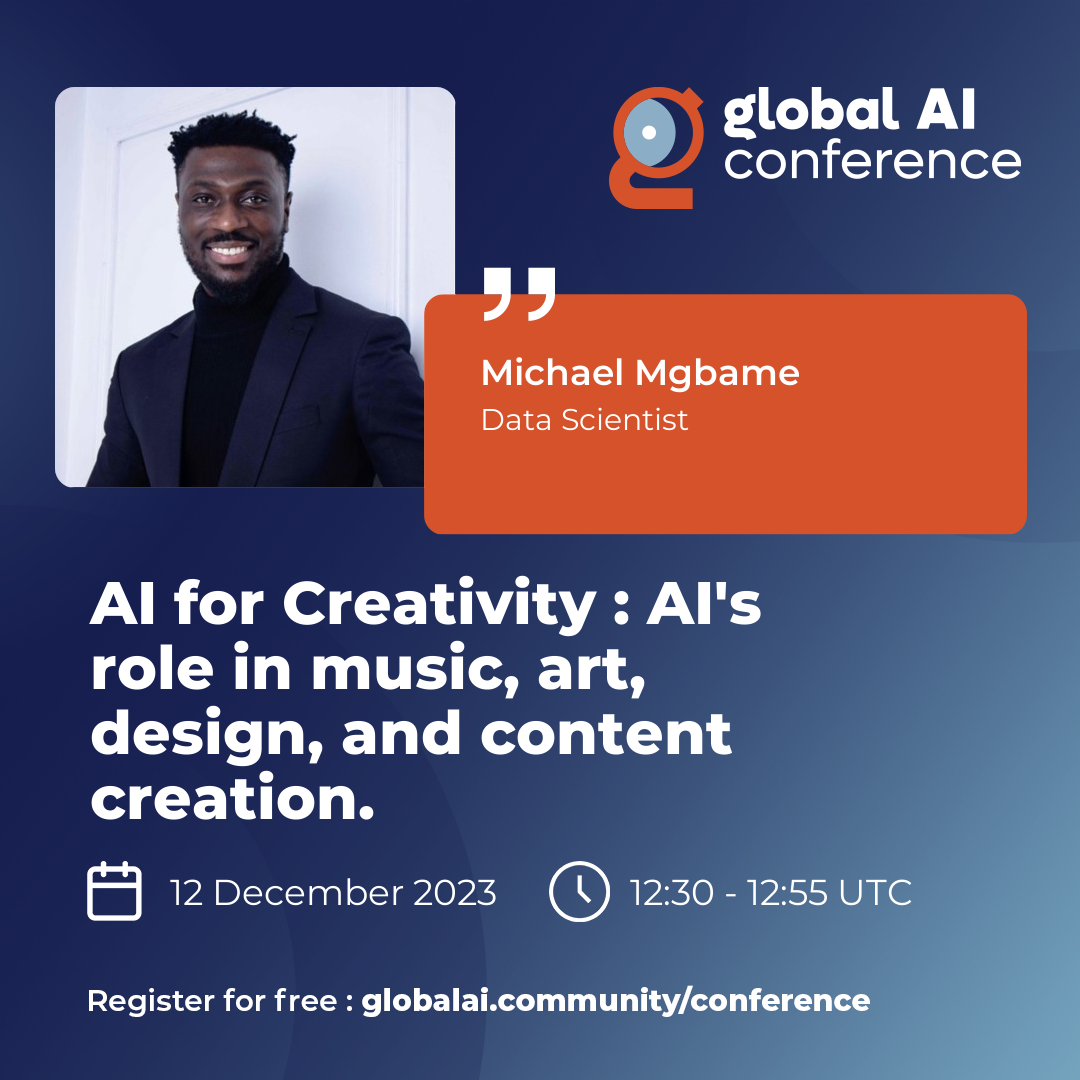 global AI
conference
Michael Mgbame
Data Scientist
AI for Creativity : AI's
role in music, art,
design, and content
creation.
12 December 2023
12:30 - 12:55 UTC
Register for free : globalai.community/conference